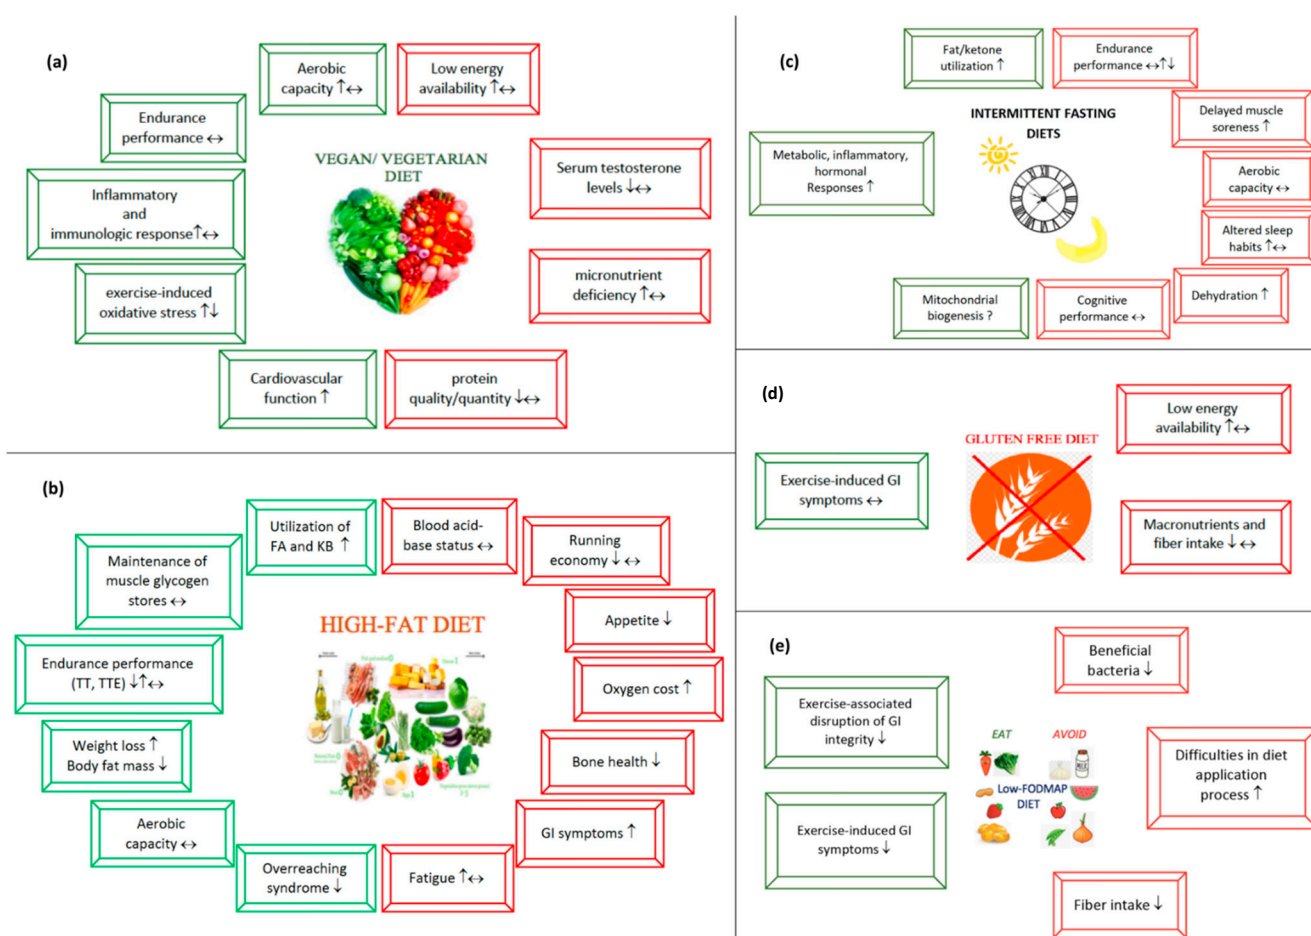 (a)
Aerobic
capacity ↑↔
Low energy
availability ↑↔
Endurance
performance ↔
VEGAN/ VEGETARIAN
DIET
Serum testosterone
levels ↓↔
Inflammatory
and
immunologic response↑↔
micronutrient
deficiency ↑↔
exercise-induced
oxidative stress ↑↓
Cardiovascular
function ↑
protein
quality/quantity ↓↔
(b)
Utilization of
FA and KB ↑
Blood acid-
base status ↔
Running
economy ↓ ↔
Maintenance of
muscle glycogen
stores ↔
HIGH-FAT DIET
Appetite ↓
Endurance performance
(TT, TTE) ↓↑↔
Oxygen cost ↑
Weight loss ↑
Body fat mass ↓
Bone health ↓
Aerobic
capacity ↔
GI symptoms ↑
Overreaching
syndrome ↓
Fatigue ↑↔
(c)
Fat/ketone
utilization ↑
Endurance
performance ↔↑↓
INTERMITTENT FASTING
DIETS
Delayed muscle
soreness ↑
Metabolic, inflammatory,
hormonal
Responses ↑
Aerobic
capacity ↔
Altered sleep
habits ↑↔
Mitochondrial
biogenesis ?
Cognitive
performance ↔
Dehydration ↑
(d)
Low energy
availability ↑↔
GLUTEN FREE DIET
Exercise-induced GI
symptoms ↔
Macronutrients and
fiber intake ↓ ↔
(e)
Beneficial
bacteria ↓
Exercise-associated
disruption of GI
integrity ↓
EAT AVOID
MILK
Low-FODMAP
DIET
Difficulties in diet
application
process ↑
Exercise-induced GI
symptoms ↓
Fiber intake ↓